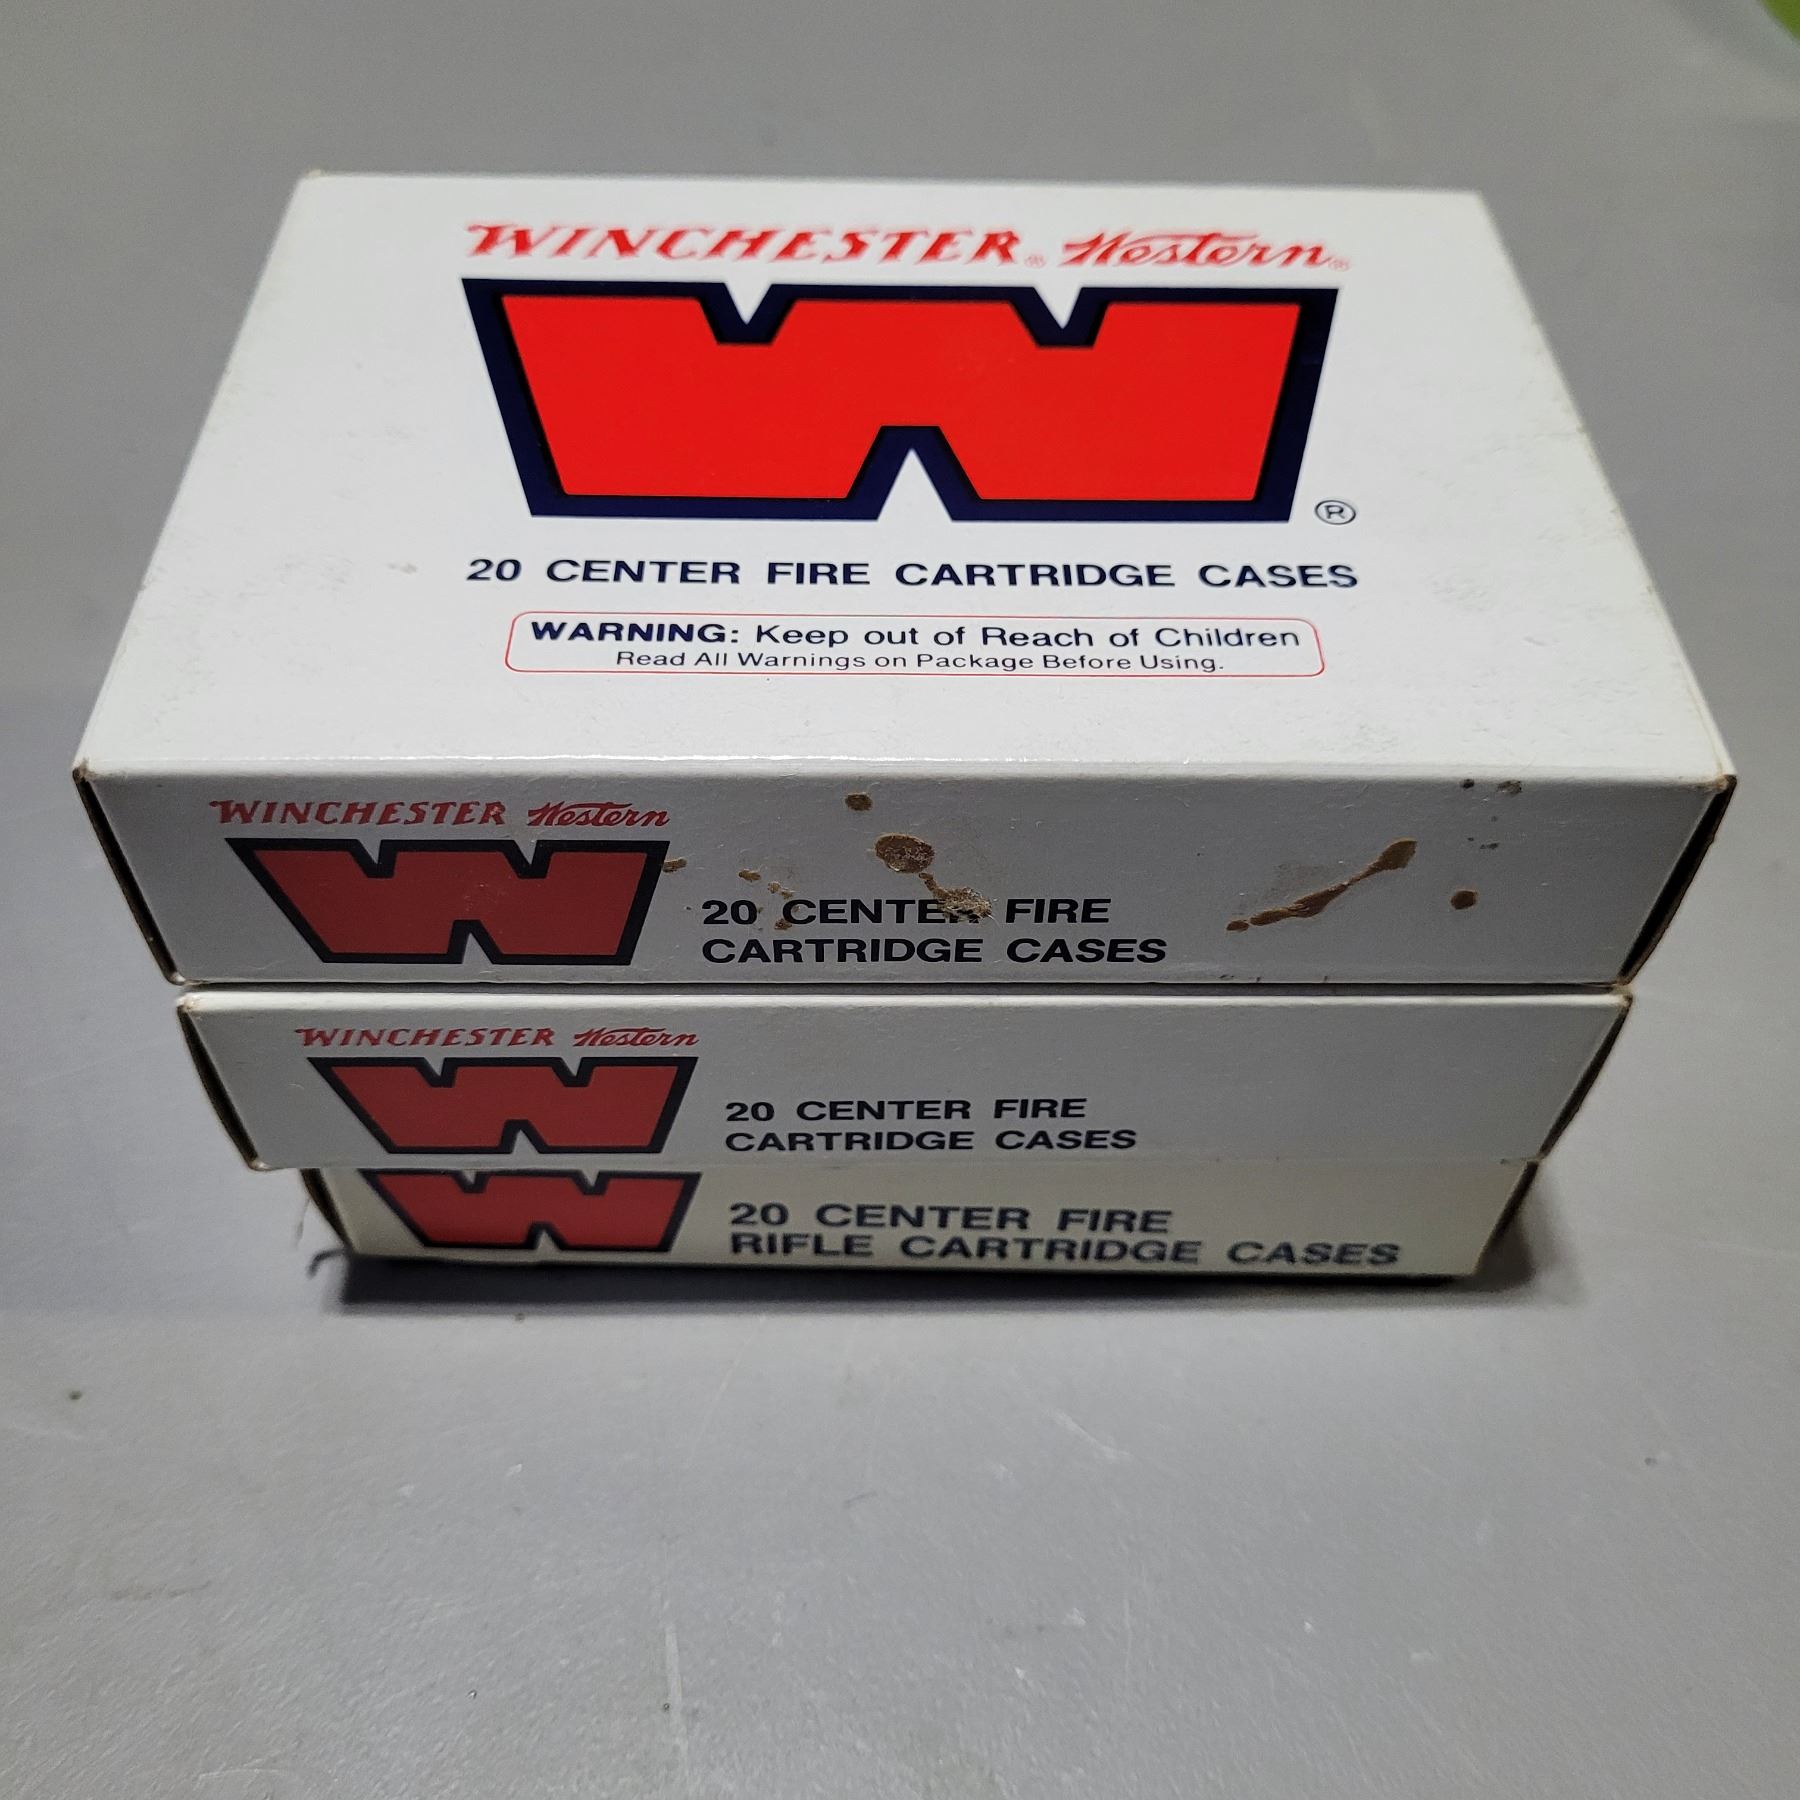 WINCHESTER® Western®
W®
20 CENTER FIRE CARTRIDGE CASES
WARNING: Keep out of Reach of Children
Read All Warnings on Package Before Using.
WINCHESTER Western
W
20 CENTER FIRE
CARTRIDGE CASES
WINCHESTER Western
W
20 CENTER FIRE
CARTRIDGE CASES
W
20 CENTER FIRE
RIFLE CARTRIDGE CASES